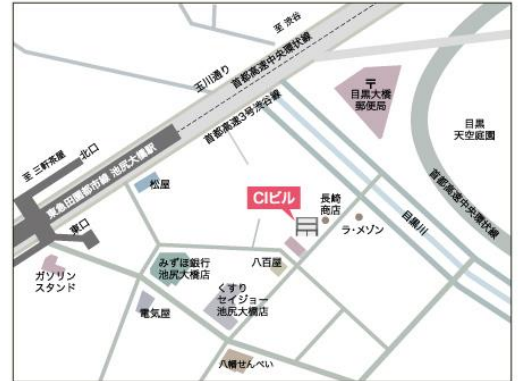 至 渋谷
玉川通り
首都高速中央環状線
首都高速3号渋谷線
〒
目黒大橋
郵便局
目黒
天空庭園
首都高速中央環状線
至 三軒茶屋
北口
東急田園都市線 池尻大橋駅
東口
松屋
CIビル
長崎
商店
ラ・メゾン
目黒川
ガソリン
スタンド
みずほ銀行
池尻大橋店
八百屋
電気屋
くすり
セイジョー
池尻大橋店
八幡せんべい